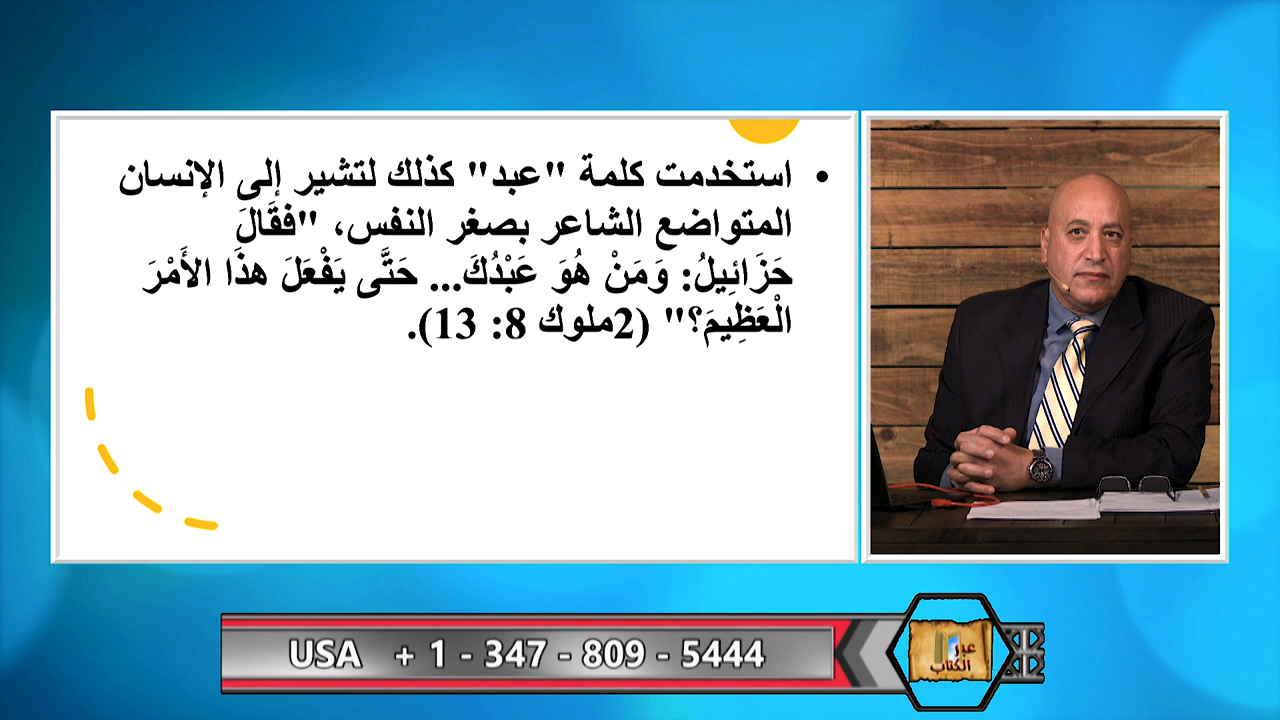 • استخدمت كلمة "عبد" كذلك لتشير إلى الإنسان
المتواضع الشاعر بصغر النفس، "فقَالَ
حَزَائِيلُ: وَمَنْ هُوَ عَبْدُكَ... حَتَّى يَفْعَلَ هذَا الأَمْرَ
الْعَظِيمَ؟" (2ملوك 8: 13).
USA + 1 - 347 - 809 - 5444
عبر
الكتاب